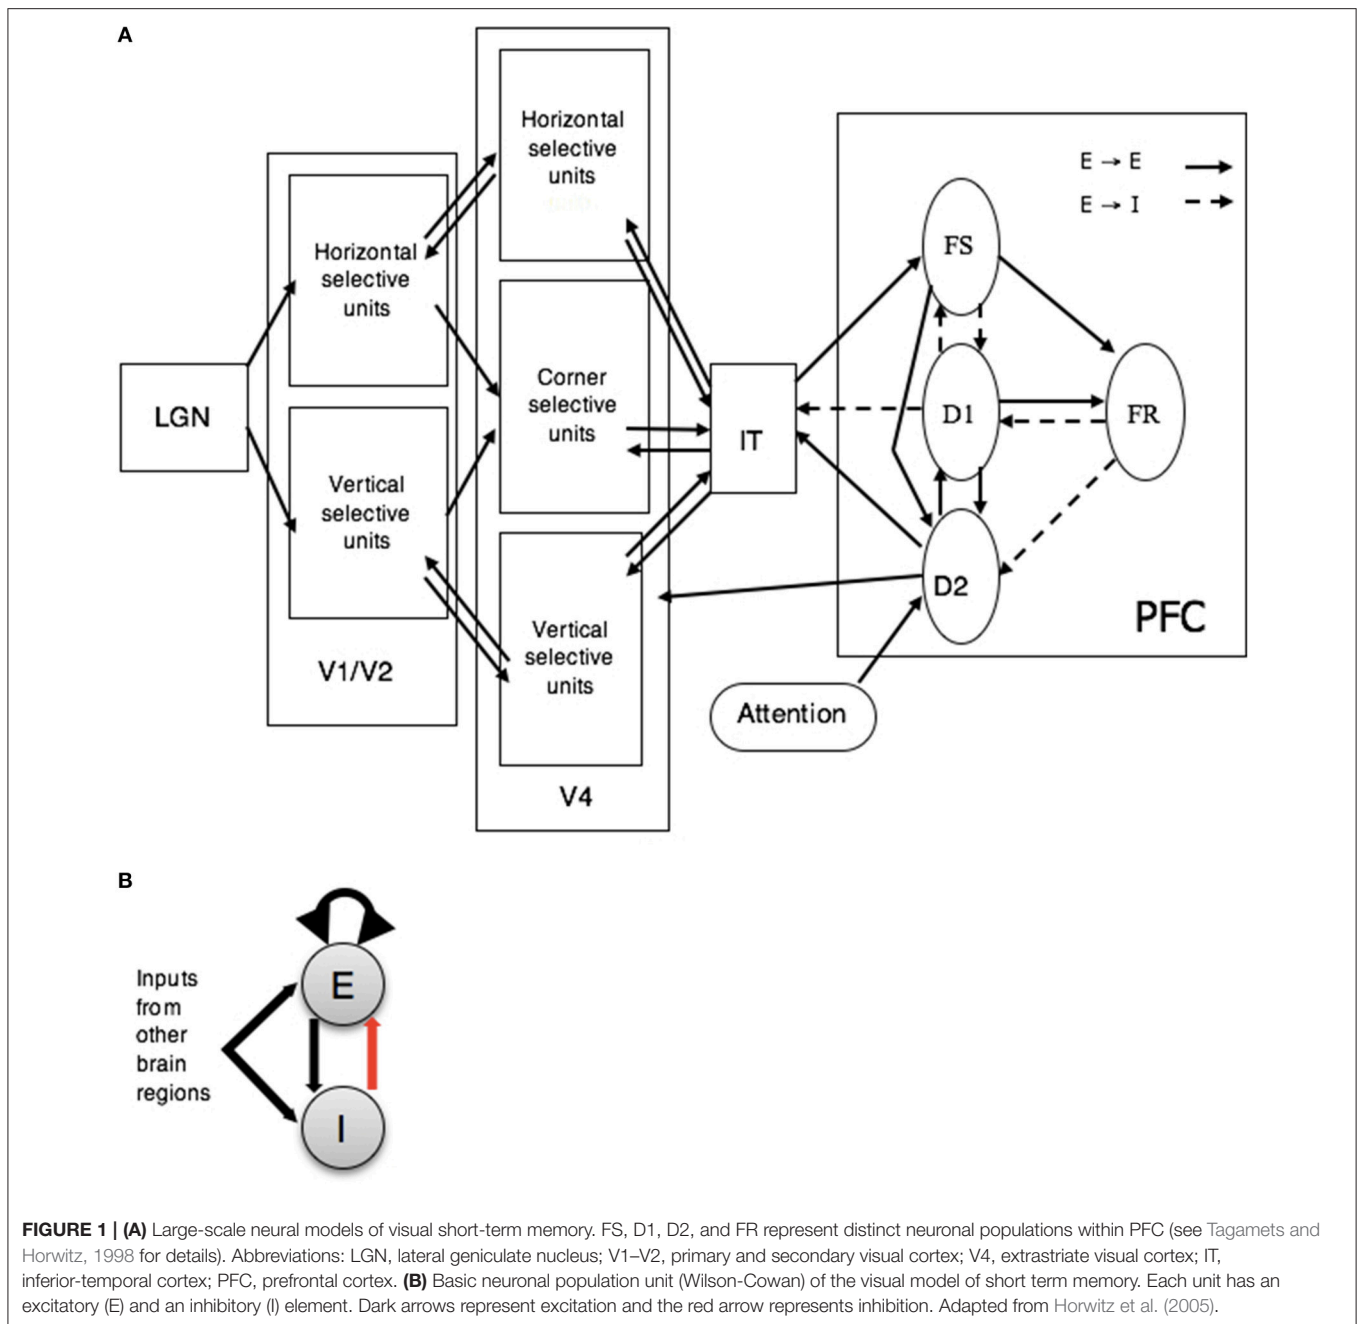 A
Horizontal
selective
units
Horizontal
selective
units
Corner
selective
units
Vertical
selective
units
Vertical
selective
units
LGN
V1/V2
V4
IT
E → E
E → I
FS
D1
FR
D2
PFC
Attention
B
Inputs
from
other
brain
regions
E
I
FIGURE 1 | (A) Large-scale neural models of visual short-term memory. FS, D1, D2, and FR represent distinct neuronal populations within PFC (see Tagamets and
Horwitz, 1998 for details). Abbreviations: LGN, lateral geniculate nucleus; V1–V2, primary and secondary visual cortex; V4, extrastriate visual cortex; IT,
inferior-temporal cortex; PFC, prefrontal cortex. (B) Basic neuronal population unit (Wilson-Cowan) of the visual model of short term memory. Each unit has an
excitatory (E) and an inhibitory (I) element. Dark arrows represent excitation and the red arrow represents inhibition. Adapted from Horwitz et al. (2005).